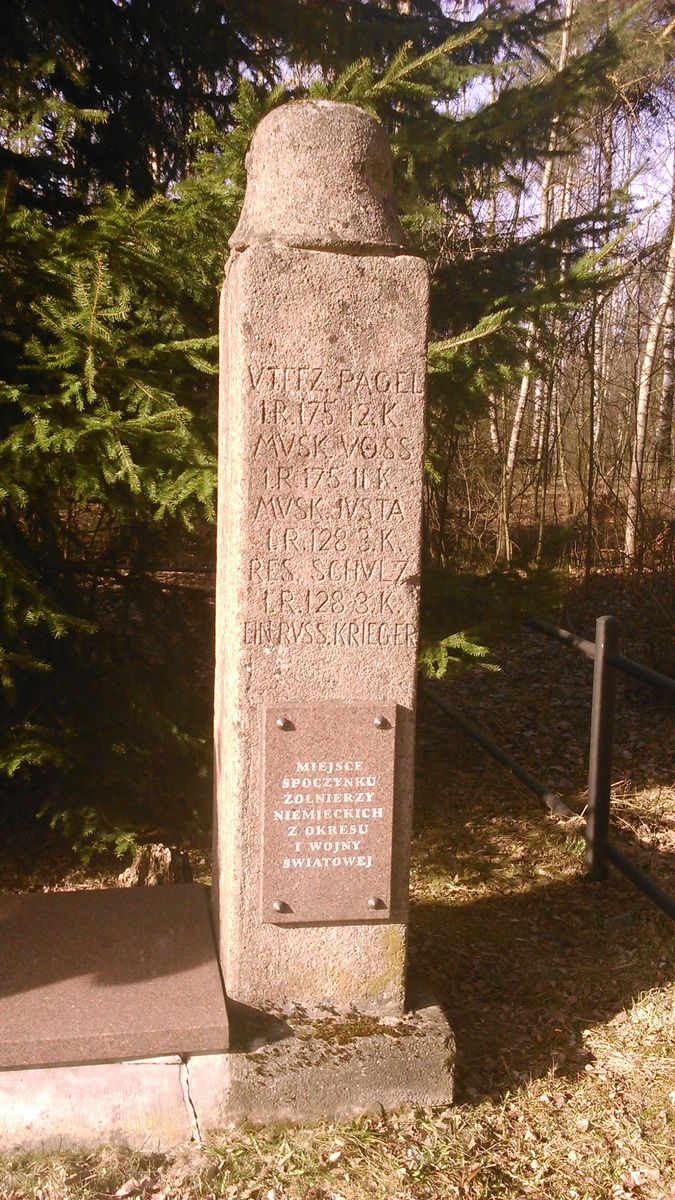 VTFFZ. PAGEL
I.R.175 12.K.
MVSK. VOSS
I.R.175 11.K.
MVSK. JVSTA
I.R.128 3.K.
RES. SCHVLZ
I.R.128.3.K.
EIN RVSS. KRIEGER
MIEJSCE
SPOCZYNKU
ŻOŁNIERZY
NIEMIECKICH
Z OKRESU
I WOJNY
ŚWIATOWEJ